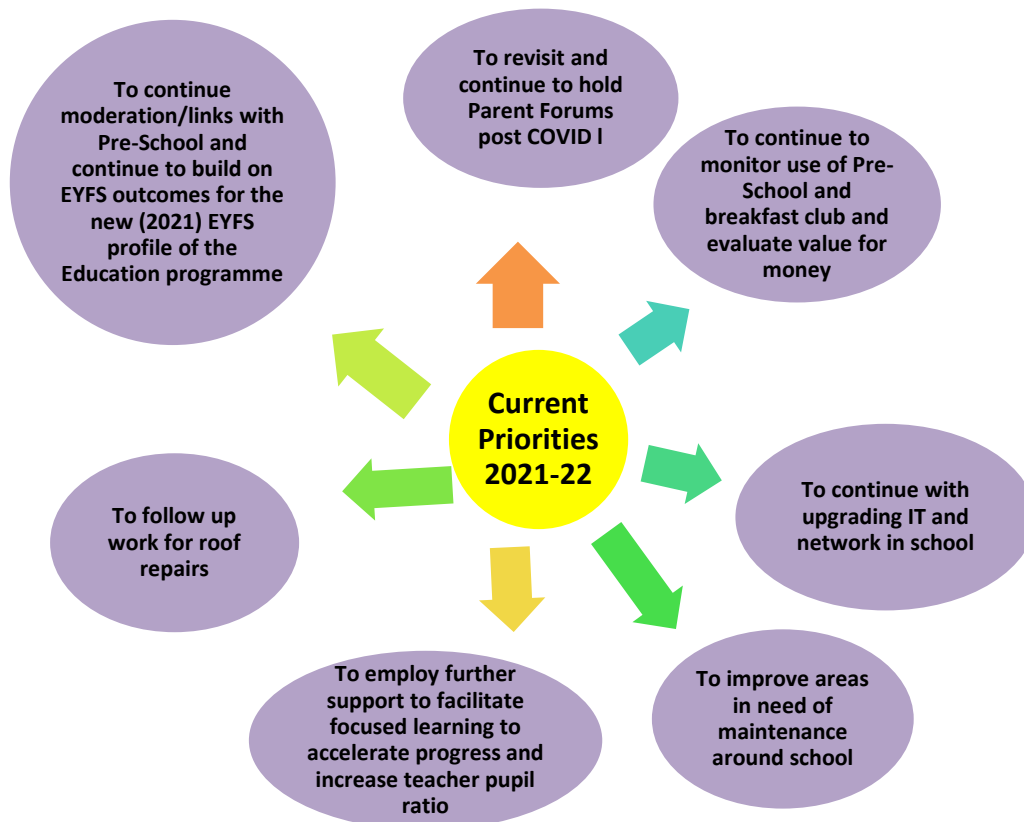 To continue
moderation/links with
Pre-School and
continue to build on
EYFS outcomes for the
new (2021) EYFS
profile of the
Education programme
To revisit and
continue to hold
Parent Forums
post COVID l
To continue to
monitor use of Pre-
School and
breakfast club and
evaluate value for
money
Current
Priorities
2021-22
To follow up
work for roof
repairs
To continue with
upgrading IT and
network in school
To employ further
support to facilitate
focused learning to
accelerate progress and
increase teacher pupil
ratio
To improve areas
in need of
maintenance
around school